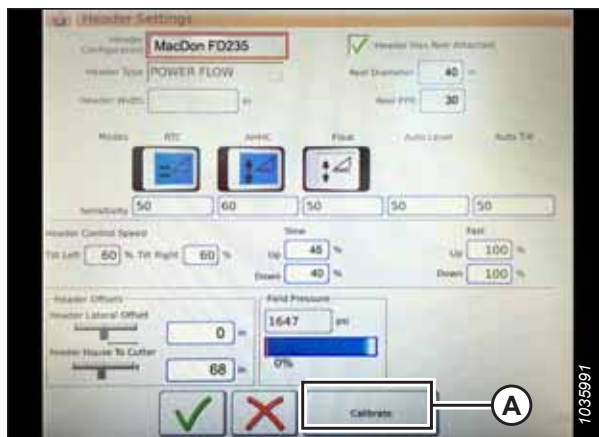 Header Settings
Header Configuration MacDon FD235 Header Has Reel Attached
Header Type POWER FLOW Reel Diameter 40 in
Header Width in Reel PPR 30
Modes RTC AHHC Float Auto Level Auto Tilt
Sensitivity 50 60 50 50 50
Header Control Speed Slow Fast
Tilt Left 60 % Tilt Right 60 % Up 45 % Up 100 %
Down 40 % Down 100 %
Header Offsets Field Pressure
Header Lateral Offset 1647 psi
0 in
Feeder House To Cutter 68 in 0%
Calibrate A
1035991